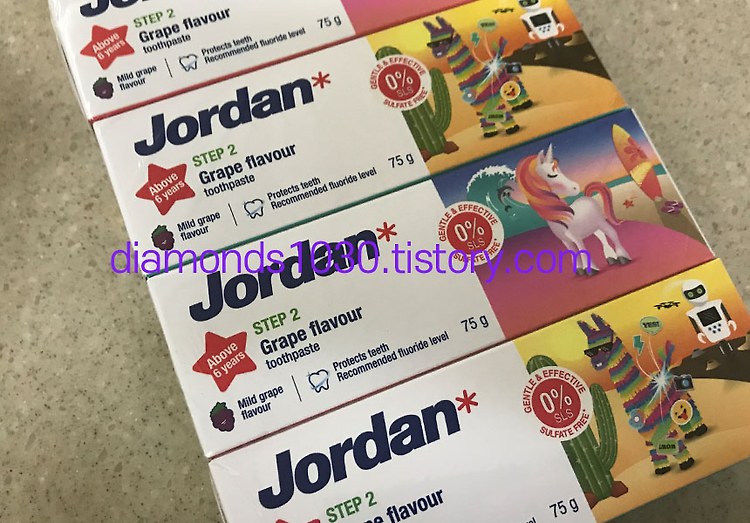 STEP 2
Grape flavour
toothpaste
Above
6 years
Mild grape
flavour
Protects teeth
Recommended fluoride level
75 g
GENTLE & EFFECTIVE
0%
SLS
SULFATE FREE*
Jordan*
STEP 2
Grape flavour
toothpaste
Above
6 years
Mild grape
flavour
Protects teeth
Recommended fluoride level
75 g
GENTLE & EFFECTIVE
0%
SLS
SULFATE FREE*
diamonds1030.tistory.com
Jordan*
STEP 2
Grape flavour
toothpaste
Above
6 years
Mild grape
flavour
Protects teeth
Recommended fluoride level
75 g
GENTLE & EFFECTIVE
0%
SLS
SULFATE FREE*
Jordan*
STEP 2
flavour
75 g